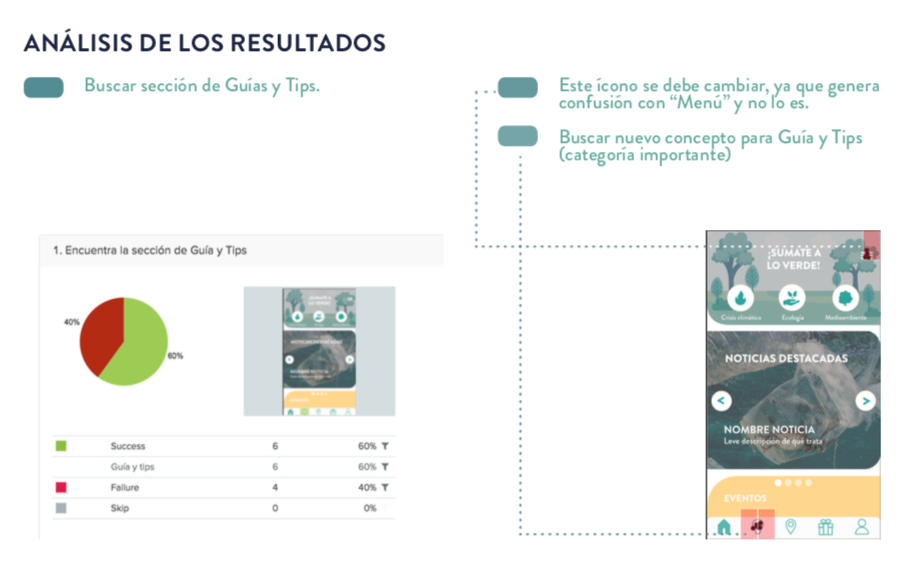 ANÁLISIS DE LOS RESULTADOS
Buscar sección de Guías y Tips.
Este ícono se debe cambiar, ya que genera
confusión con “Menú” y no lo es.
Buscar nuevo concepto para Guía y Tips
(categoría importante)
1. Encuentra la sección de Guía y Tips
40%
60%
Success 6 60%
Guía y tips 6 60%
Failure 4 40%
Skip 0 0%
¡SUMATE A
LO VERDE!
Crisis climática Ecología Medioambiente
NOTICIAS DESTACADAS
NOMBRE NOTICIA
Leve descripción de qué trata
EVENTOS